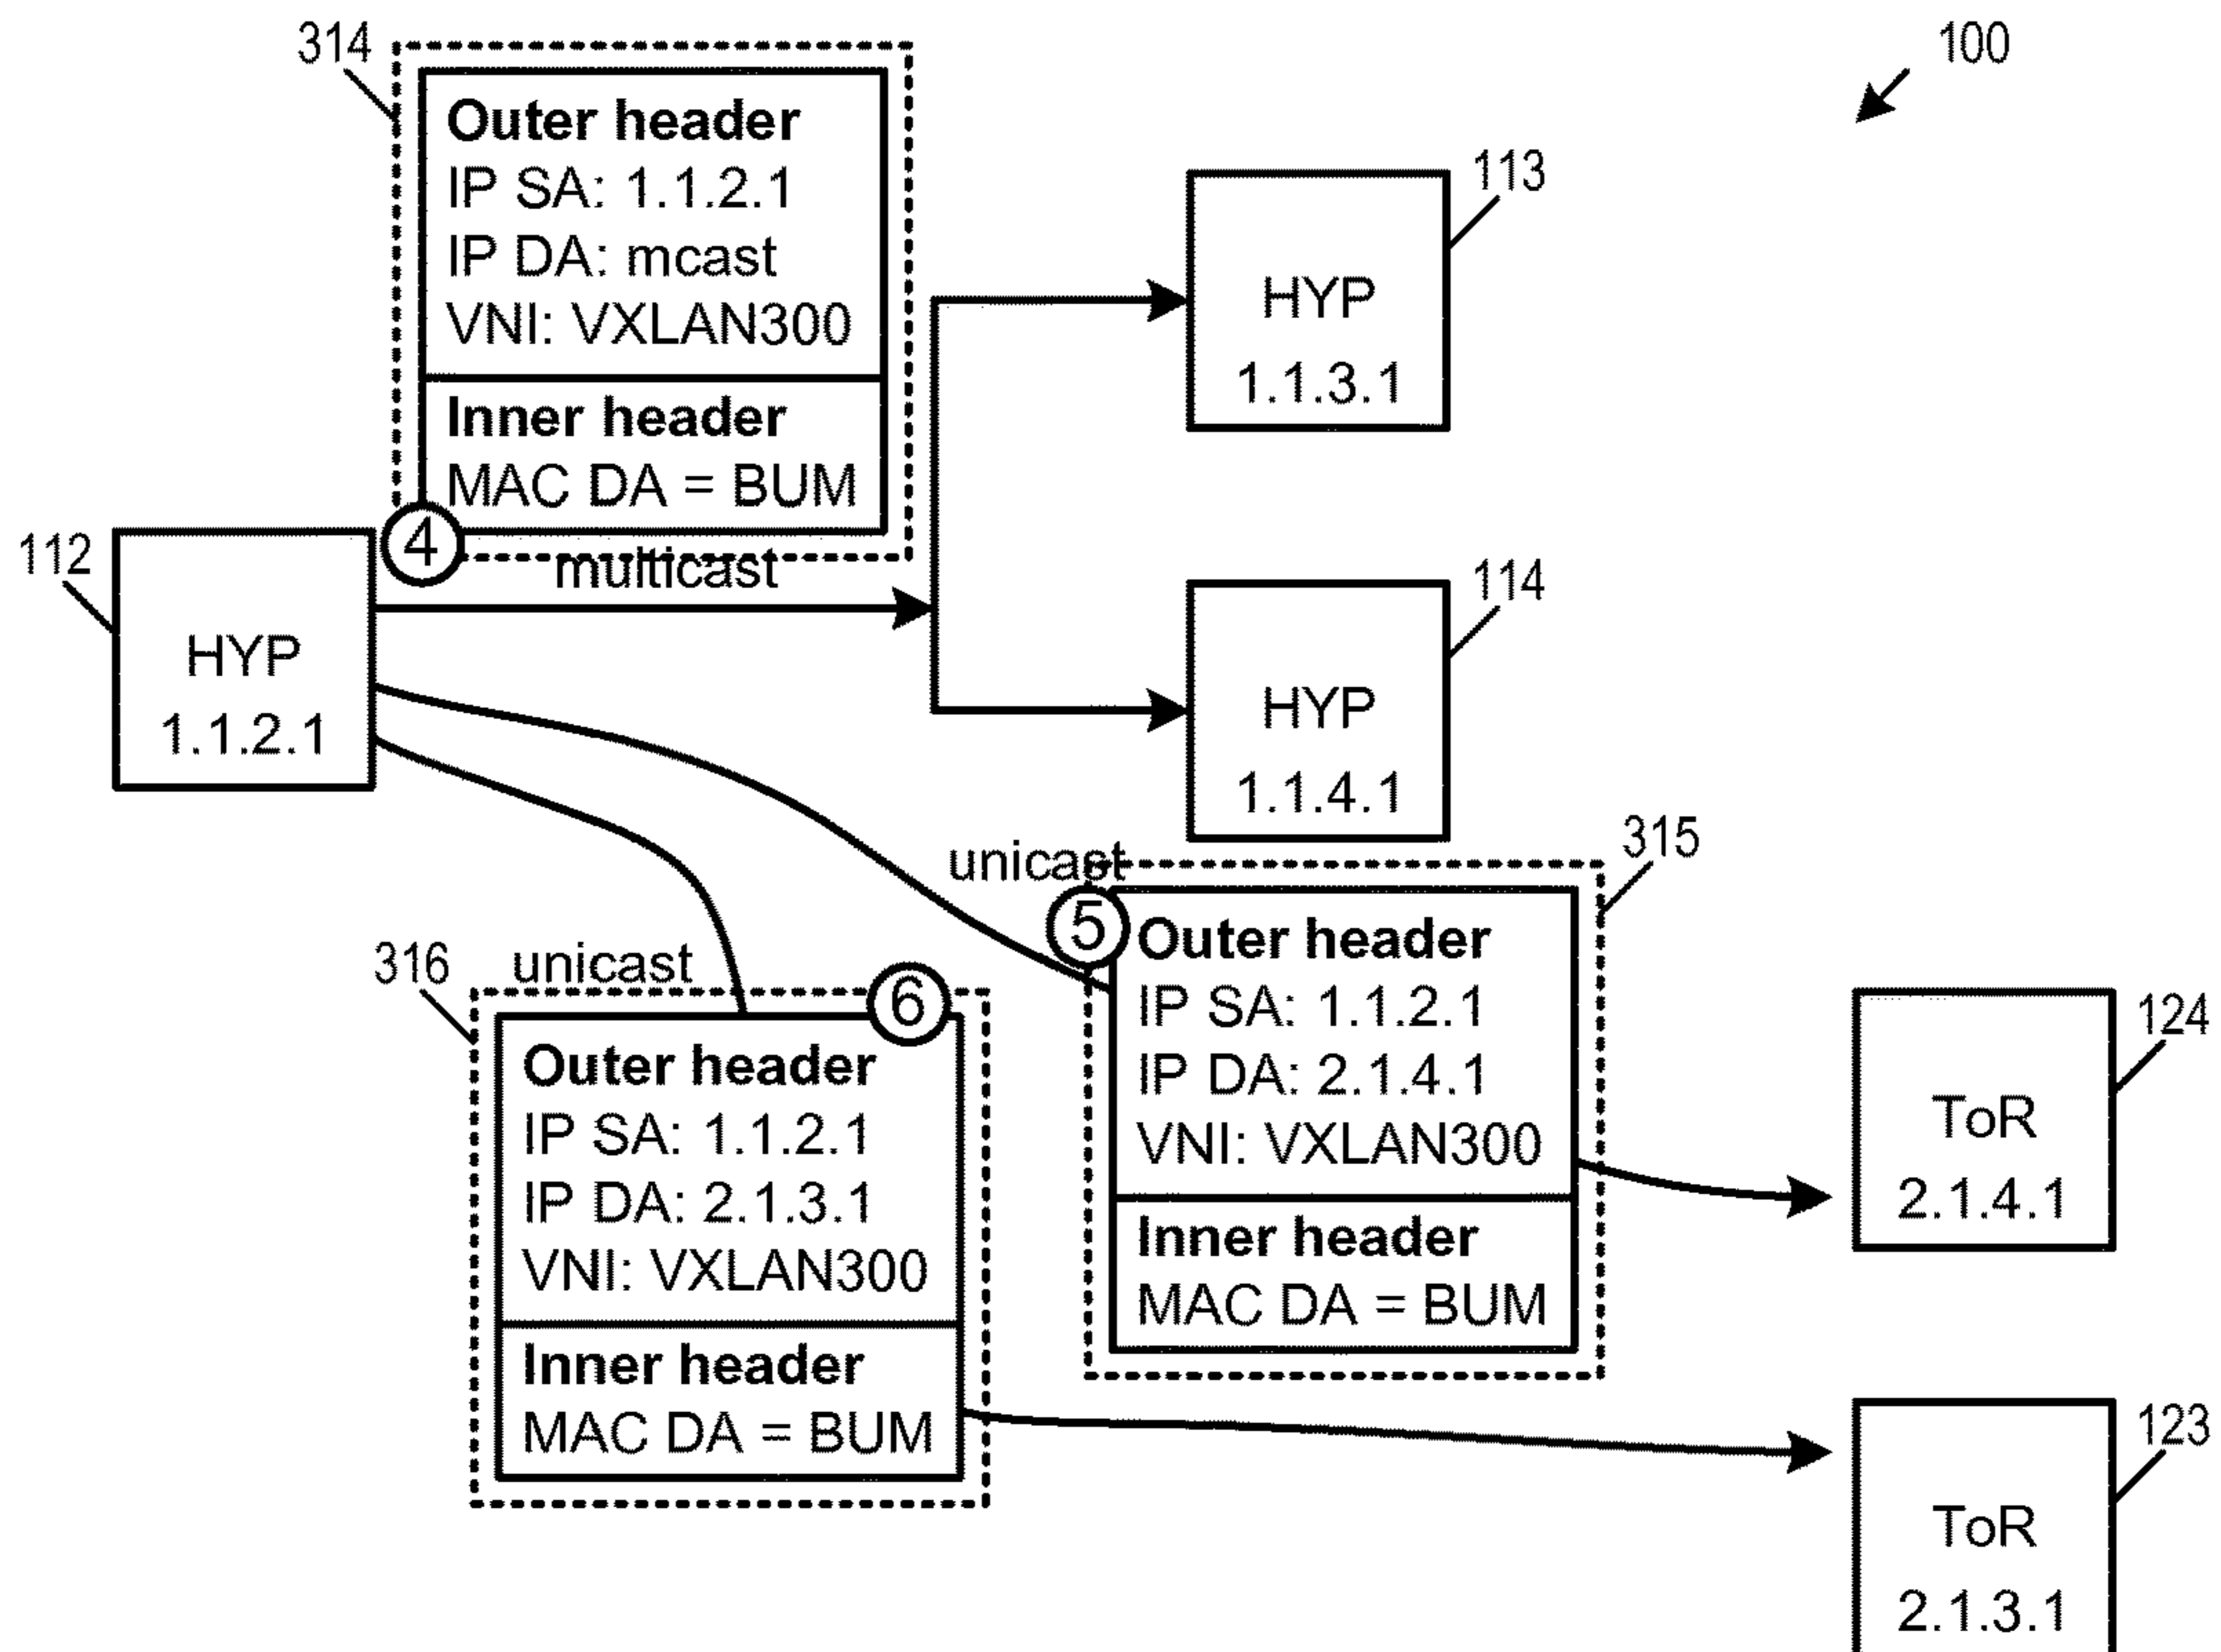 314
100
Outer header
IP SA: 1.1.2.1
IP DA: mcast
VNI: VXLAN300
Inner header
MAC DA = BUM
4
multicast
113
HYP
1.1.3.1
112
HYP
1.1.2.1
114
HYP
1.1.4.1
unicast
315
5
Outer header
IP SA: 1.1.2.1
IP DA: 2.1.4.1
VNI: VXLAN300
Inner header
MAC DA = BUM
316
unicast
6
Outer header
IP SA: 1.1.2.1
IP DA: 2.1.3.1
VNI: VXLAN300
Inner header
MAC DA = BUM
124
ToR
2.1.4.1
123
ToR
2.1.3.1